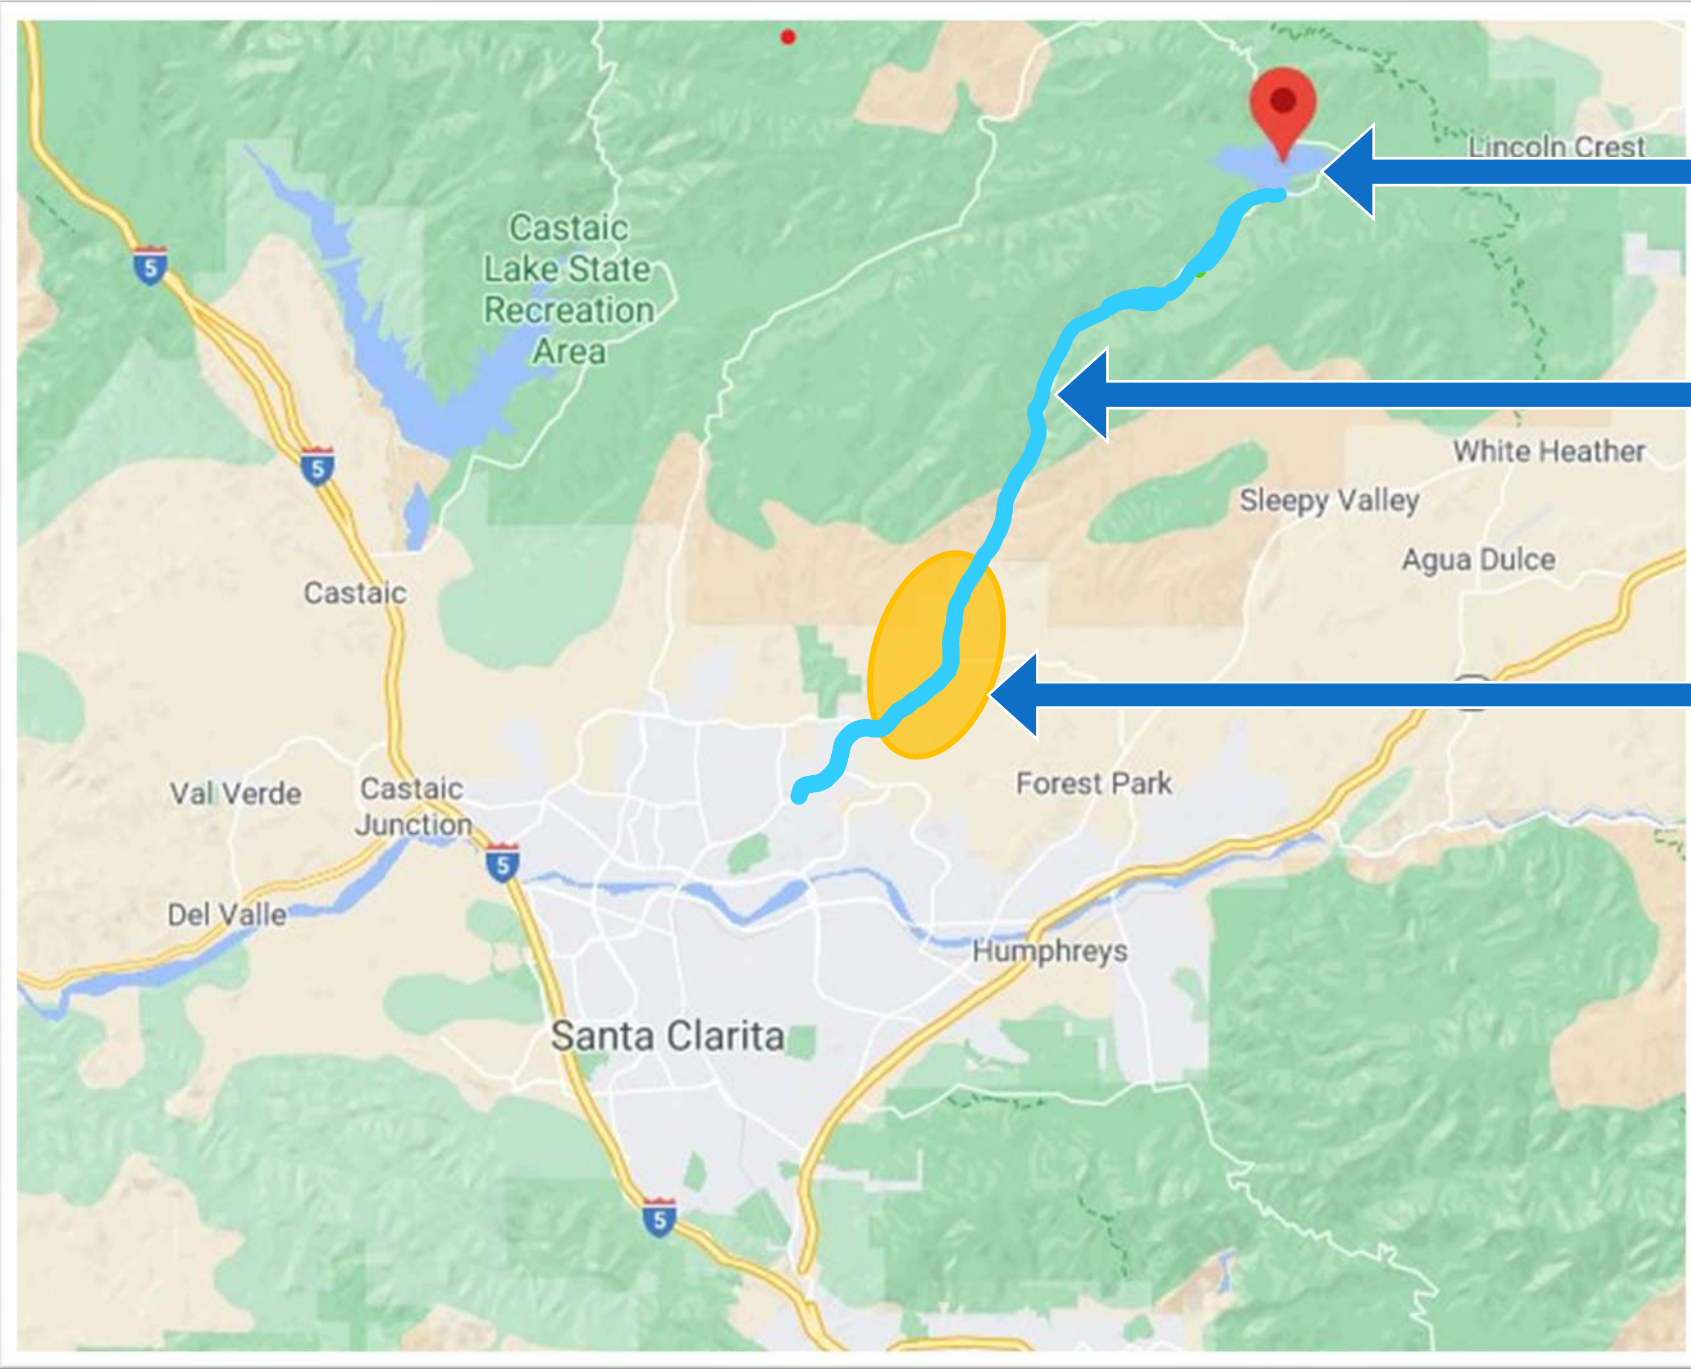 Lincoln Crest
Castaic
Lake State
Recreation
Area
5
5
White Heather
Sleepy Valley
Agua Dulce
Castaic
Val Verde
Castaic
Junction
Forest Park
5
Del Valle
Humphreys
Santa Clarita
5